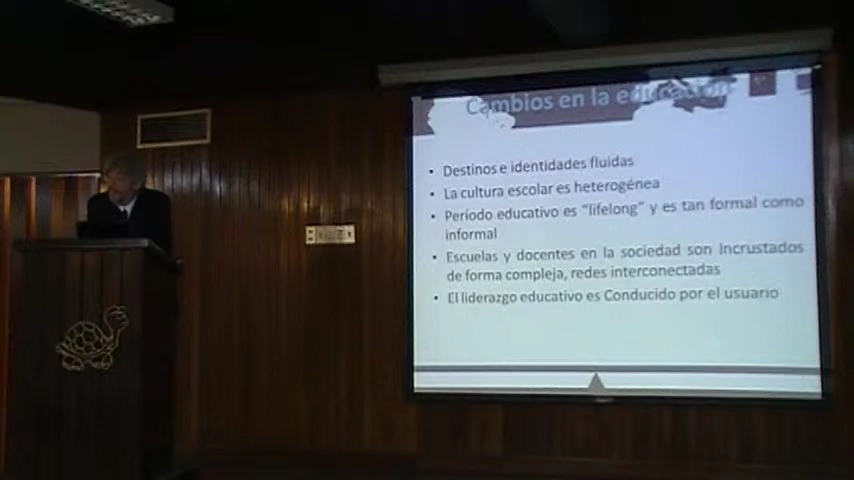 Cambios en la educación
• Destinos e identidades fluidas
• La cultura escolar es heterogénea
• Período educativo es “lifelong” y es tan formal como
informal
• Escuelas y docentes en la sociedad son Incrustados
de forma compleja, redes interconectadas
• El liderazgo educativo es Conducido por el usuario